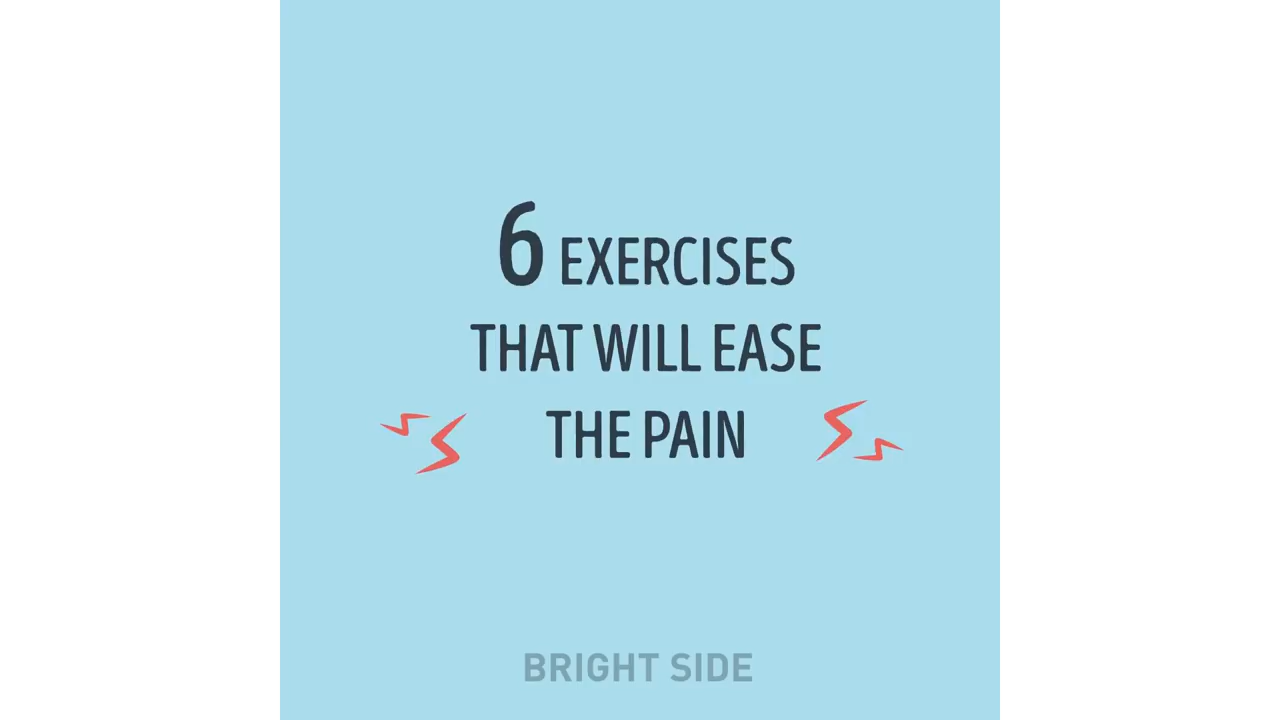 6 EXERCISES
THAT WILL EASE
THE PAIN
BRIGHT SIDE